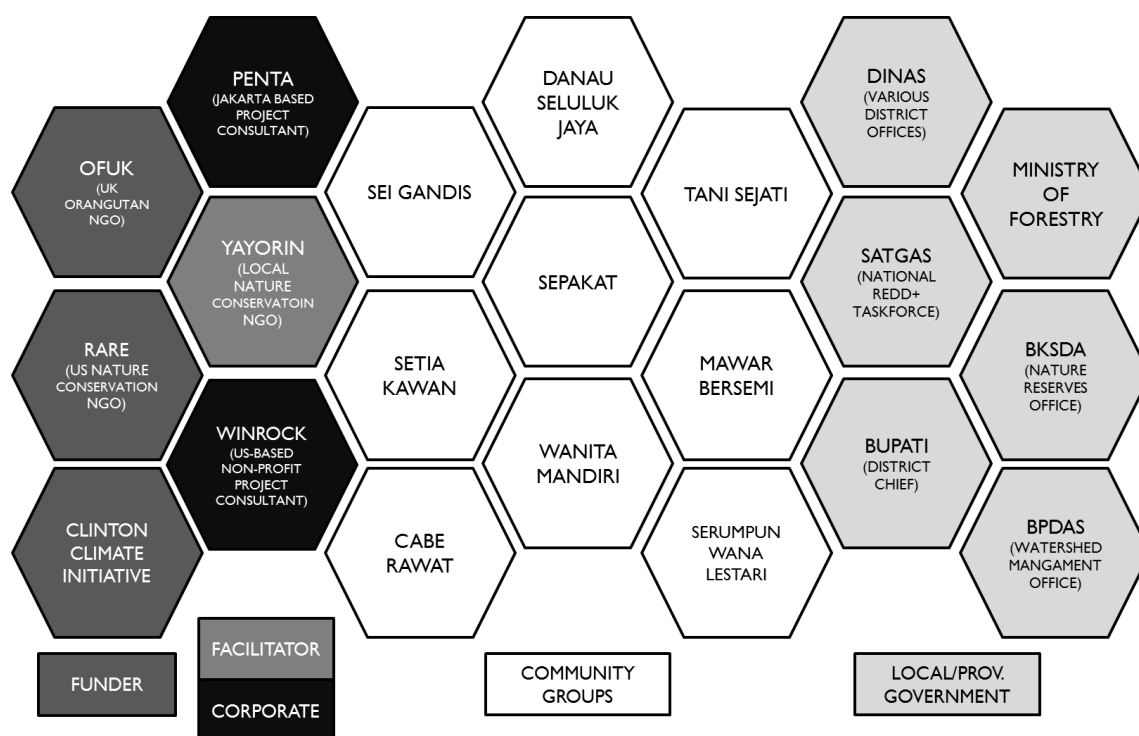 PENTA
(JAKARTA BASED
PROJECT
CONSULTANT)
DANAU
SELULUK
JAYA
DINAS
(VARIOUS
DISTRICT
OFFICES)
OFUK
(UK
ORANGUTAN
NGO)
SEI GANDIS
TANI SEJATI
MINISTRY
OF
FORESTRY
YAYORIN
(LOCAL
NATURE
CONSERVATOIN
NGO)
SEPAKAT
SATGAS
(NATIONAL
REDD+
TASKFORCE)
RARE
(US NATURE
CONSERVATION
NGO)
SETIA
KAWAN
MAWAR
BERSEMI
BKSDA
(NATURE
RESERVES
OFFICE)
WINROCK
(US-BASED
NON-PROFIT
PROJECT
CONSULTANT)
WANITA
MANDIRI
BUPATI
(DISTRICT
CHIEF)
CLINTON
CLIMATE
INITIATIVE
CABE
RAWAT
SERUMPUN
WANA
LESTARI
BPDAS
(WATERSHED
MANGAMENT
OFFICE)
FUNDER
FACILITATOR
CORPORATE
COMMUNITY
GROUPS
LOCAL/PROV.
GOVERNMENT